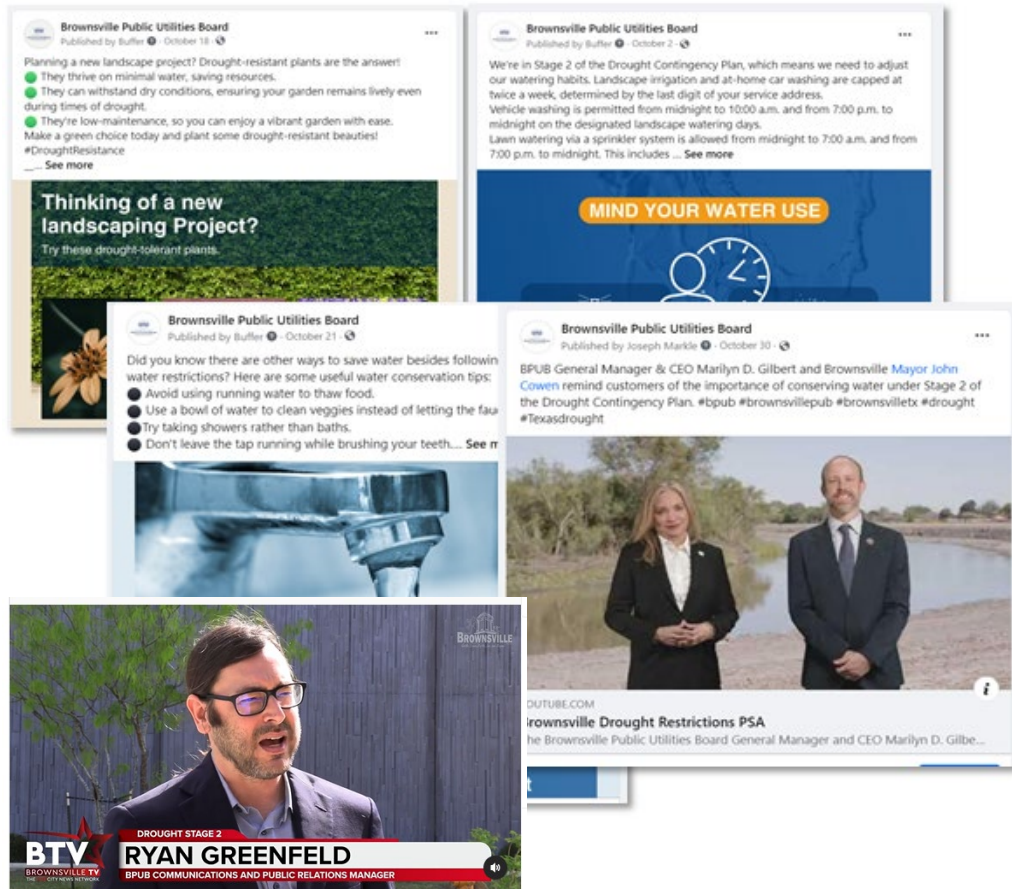 Brownsville Public Utilities Board
Published by Buffer · October 18 ·
Planning a new landscape project? Drought-resistant plants are the answer!
They thrive on minimal water, saving resources.
They can withstand dry conditions, ensuring your garden remains lively even
during times of drought.
They're low-maintenance, so you can enjoy a vibrant garden with ease.
Make a green choice today and plant some drought-resistant beauties!
#DroughtResistance
__... See more
Thinking of a new
landscaping Project?
Try these drought-tolerant plants.
Brownsville Public Utilities Board
Published by Buffer · October 2 ·
We're in Stage 2 of the Drought Contingency Plan, which means we need to adjust
our watering habits. Landscape irrigation and at-home car washing are capped at
twice a week, determined by the last digit of your service address.
Vehicle washing is permitted from midnight to 10:00 a.m. and from 7:00 p.m. to
midnight on the designated landscape watering days.
Lawn watering via a sprinkler system is allowed from midnight to 7:00 a.m. and from
7:00 p.m. to midnight. This includes ... See more
MIND YOUR WATER USE
Brownsville Public Utilities Board
Published by Buffer · October 21 ·
Did you know there are other ways to save water besides followin
water restrictions? Here are some useful water conservation tips:
Avoid using running water to thaw food.
Use a bowl of water to clean veggies instead of letting the fau
Try taking showers rather than baths.
Don't leave the tap running while brushing your teeth.... See m
Brownsville Public Utilities Board
Published by Joseph Markle · October 30 ·
BPUB General Manager & CEO Marilyn D. Gilbert and Brownsville Mayor John
Cowen remind customers of the importance of conserving water under Stage 2 of
the Drought Contingency Plan. #bpub #brownsvillepub #brownsvilletx #drought
#Texasdrought
OUTUBE.COM
rownsville Drought Restrictions PSA
he Brownsville Public Utilities Board General Manager and CEO Marilyn D. Gilbe...
BROWNSVILLE
DROUGHT STAGE 2
BTV
RYAN GREENFELD
BROWNSVILLE TV
THE CITY NEWS NETWORK
BPUB COMMUNICATIONS AND PUBLIC RELATIONS MANAGER